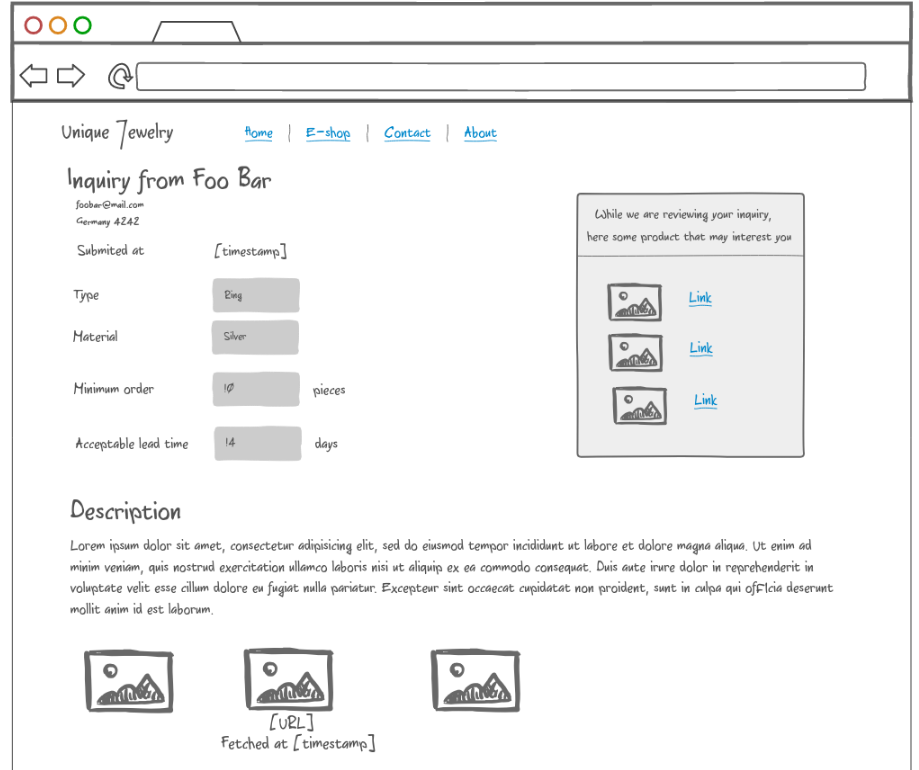 Unique Jewelry Home | E-shop | Contact | About
Inquiry from Foo Bar
foobar@mail.com
Germany 4242
Submited at [timestamp]
Type Ring
Material Silver
Minimum order 10 pieces
Acceptable lead time 14 days
While we are reviewing your inquiry,
here some product that may interest you
Link
Link
Link
Description
Lorem ipsum dolor sit amet, consectetur adipisicing elit, sed do eiusmod tempor incididunt ut labore et dolore magna aliqua. Ut enim ad
minim veniam, quis nostrud exercitation ullamco laboris nisi ut aliquip ex ea commodo consequat. Duis aute irure dolor in reprehenderit in
voluptate velit esse cillum dolore eu fugiat nulla pariatur. Excepteur sint occaecat cupidatat non proident, sunt in culpa qui officia deserunt
mollit anim id est laborum.
[URL]
Fetched at [timestamp]